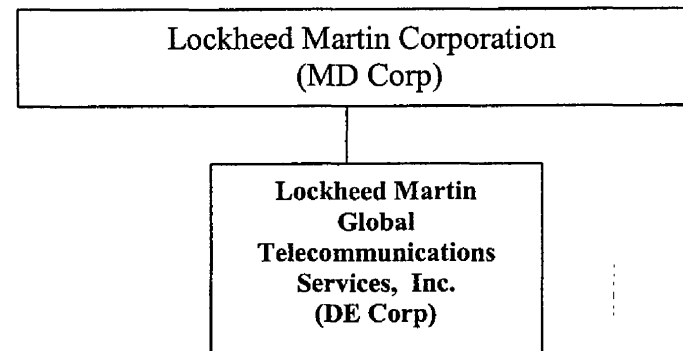 Lockheed Martin Corporation
(MD Corp)
Lockheed Martin
Global
Telecommunications
Services, Inc.
(DE Corp)